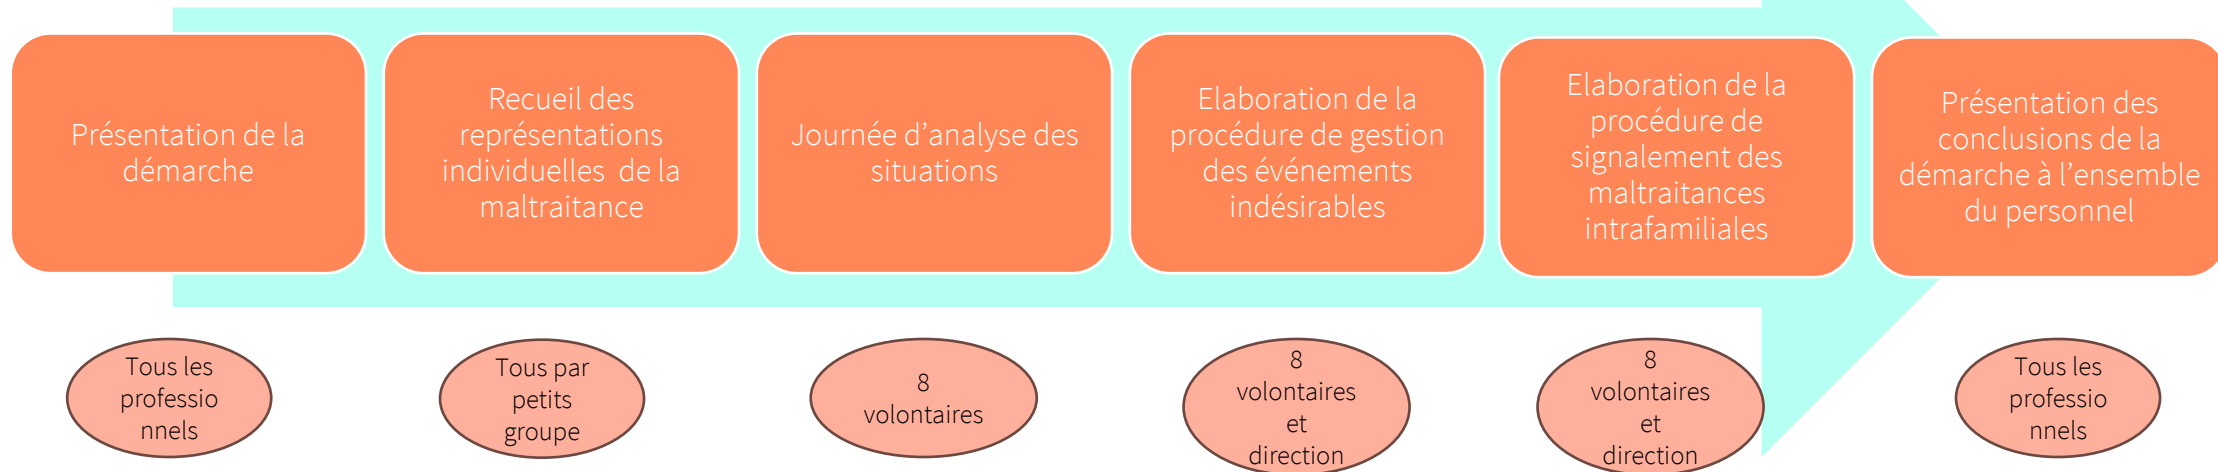 Présentation de la
démarche
Recueil des
représentations
individuelles  de la
maltraitance
Journée d’analyse des
situations
Elaboration de la
procédure de gestion
des événements
indésirables
Elaboration de la
procédure de
signalement des
maltraitances
intrafamiliales
Présentation des
conclusions de la
démarche à l’ensemble
du personnel
Tous les
professio
nnels
Tous par
petits
groupe
8
volontaires
8
volontaires
et
direction
8
volontaires
et
direction
Tous les
professio
nnels